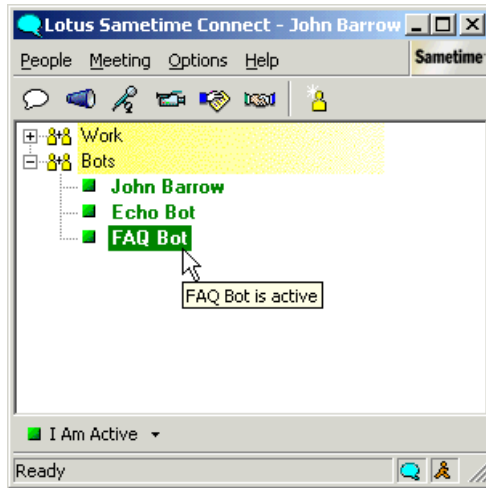 Lotus Sametime Connect - John Barrow
People Meeting Options Help
Sametime
Work
Bots
John Barrow
Echo Bot
FAQ Bot
FAQ Bot is active
I Am Active
Ready